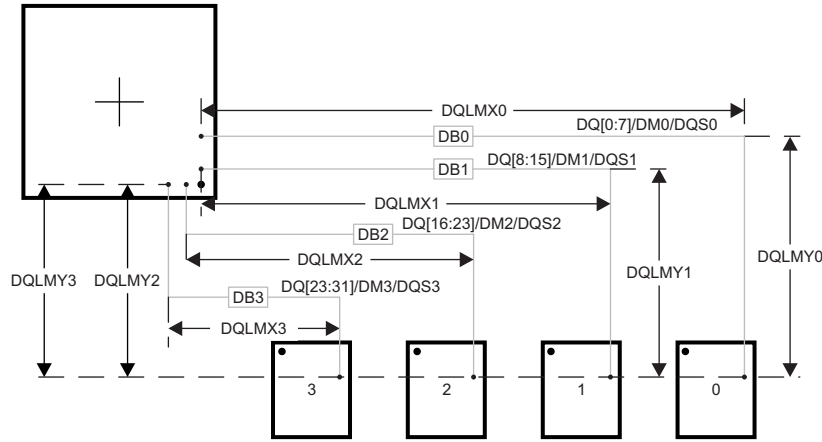 DQLMX0
DB0
DQ[0:7]/DM0/DQS0
DB1
DQ[8:15]/DM1/DQS1
DQLMX1
DB2
DQ[16:23]/DM2/DQS2
DQLMX2
DQLMY3
DQLMY2
DQLMY1
DQLMY0
DB3
DQ[23:31]/DM3/DQS3
DQLMX3
3
2
1
0